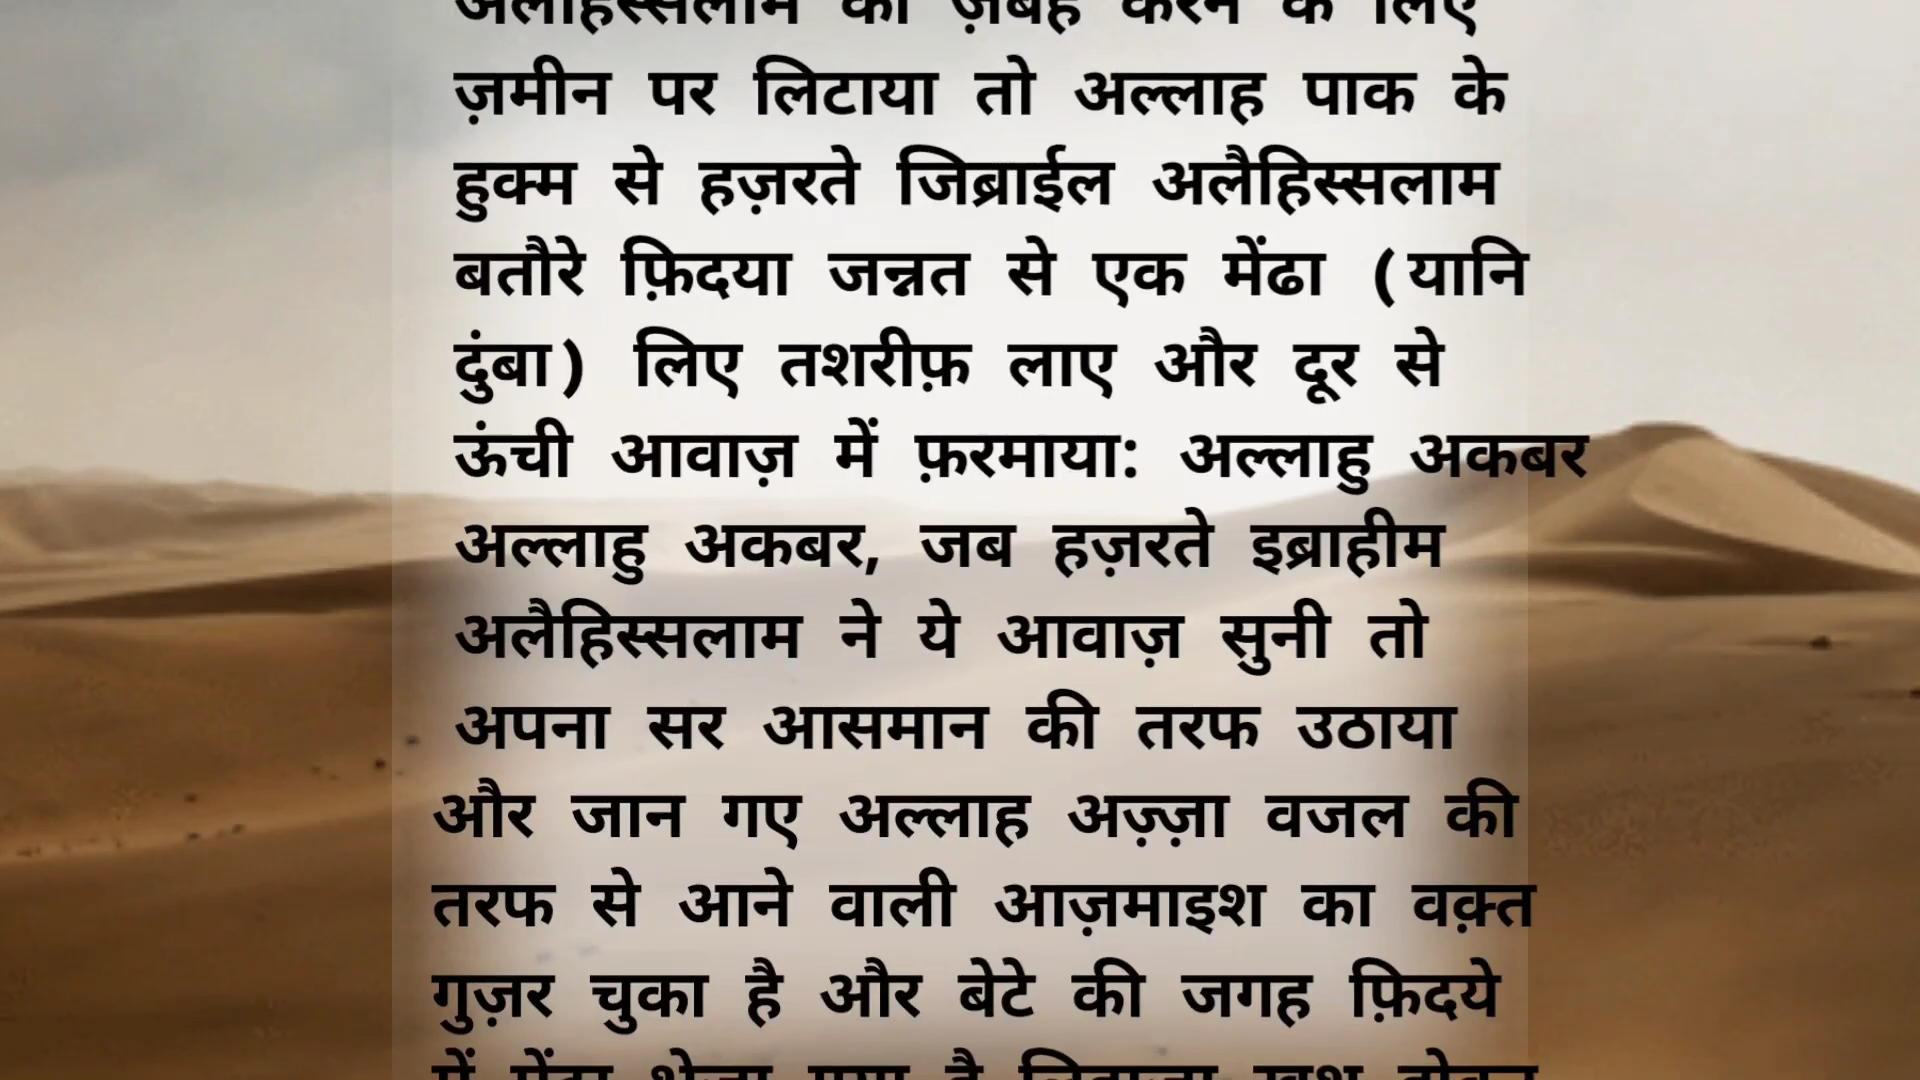 अलैहिस्सलाम को ज़बह करने के लिए
ज़मीन पर लिटाया तो अल्लाह पाक के
हुक्म से हज़रते जिब्राईल अलैहिस्सलाम
बतौरे फ़िदया जन्नत से एक मेंढा (यानि
दुंबा) लिए तशरीफ़ लाए और दूर से
ऊंची आवाज़ में फ़रमाया: अल्लाहु अकबर
अल्लाहु अकबर, जब हज़रते इब्राहीम
अलैहिस्सलाम ने ये आवाज़ सुनी तो
अपना सर आसमान की तरफ उठाया
और जान गए अल्लाह अज़्ज़ा वजल की
तरफ से आने वाली आज़माइश का वक़्त
गुज़र चुका है और बेटे की जगह फ़िदये